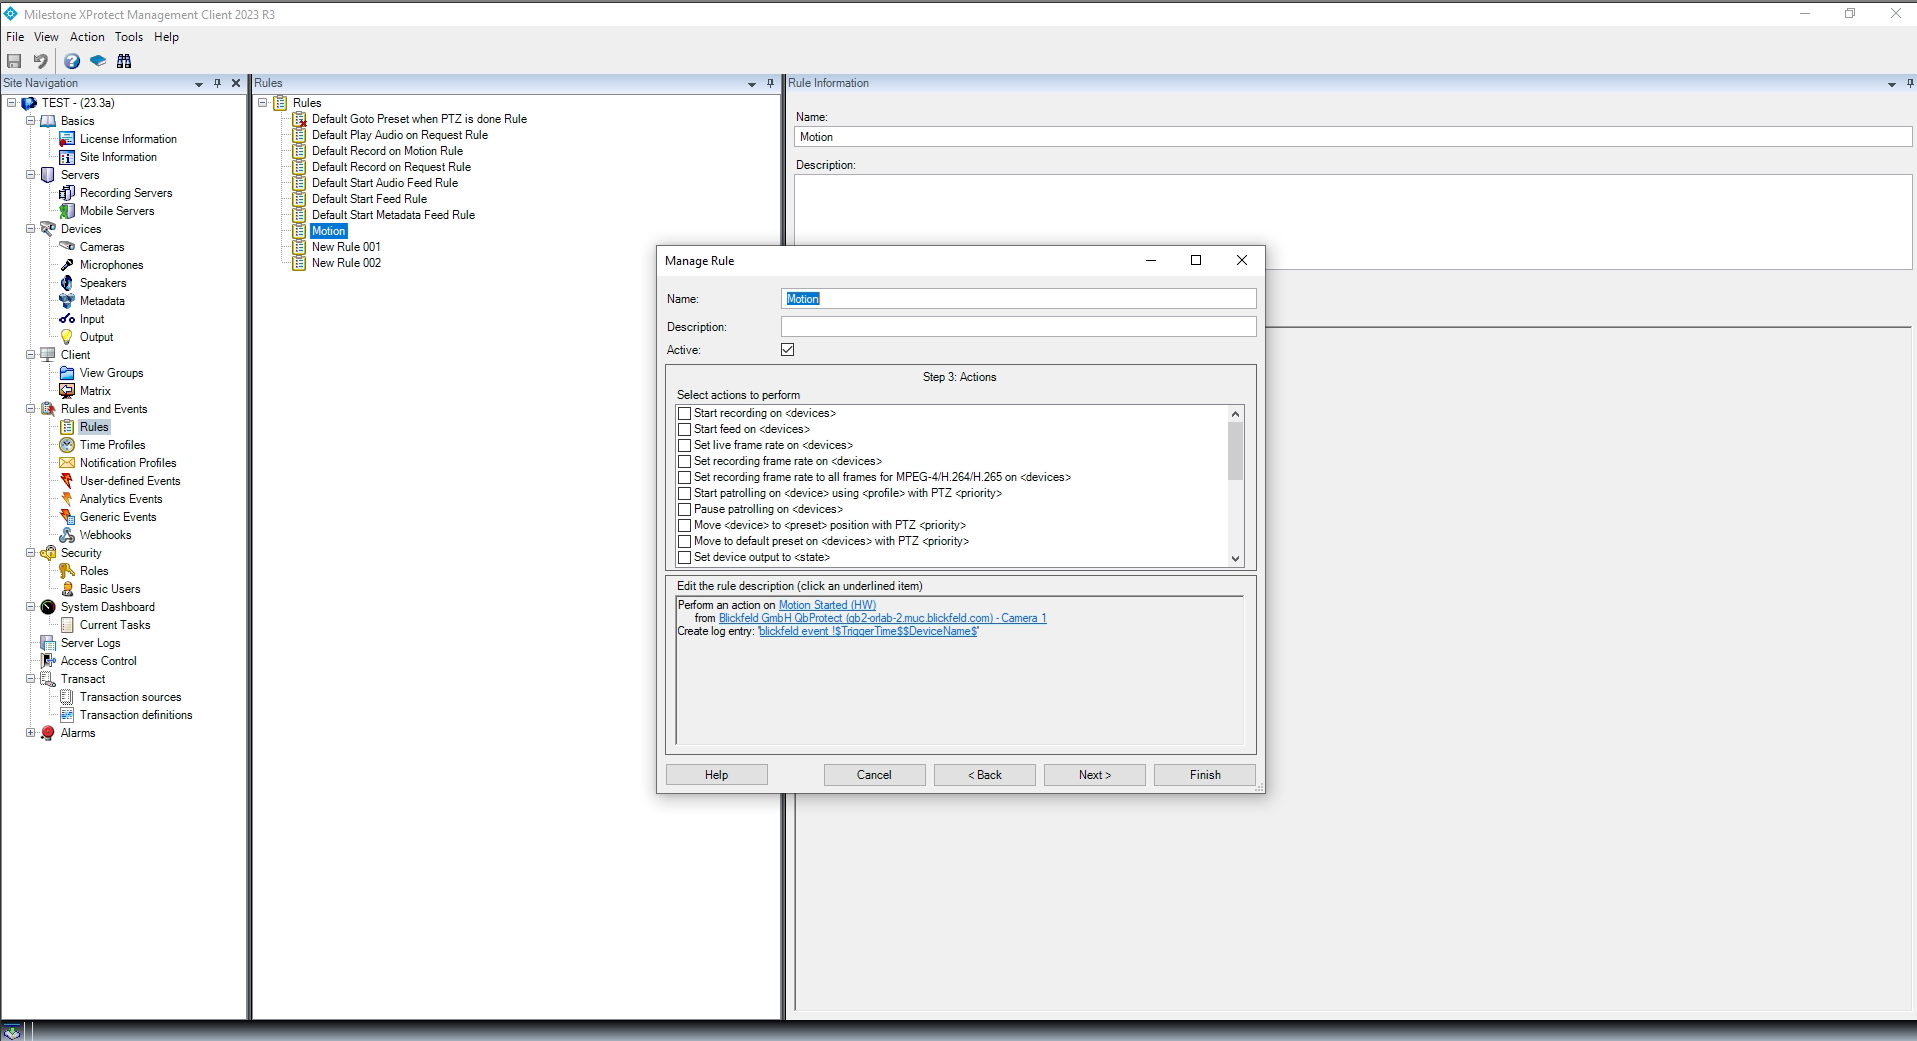 Milestone XProtect Management Client 2023 R3
File View Action Tools Help
Site Navigation
TEST - (23.3a)
Basics
License Information
Site Information
Servers
Recording Servers
Mobile Servers
Devices
Cameras
Microphones
Speakers
Metadata
Input
Output
Client
View Groups
Matrix
Rules and Events
Rules
Time Profiles
Notification Profiles
User-defined Events
Analytics Events
Generic Events
Webhooks
Security
Roles
Basic Users
System Dashboard
Current Tasks
Server Logs
Access Control
Transact
Transaction sources
Transaction definitions
Alarms
Rules
Rules
Default Goto Preset when PTZ is done Rule
Default Play Audio on Request Rule
Default Record on Motion Rule
Default Record on Request Rule
Default Start Audio Feed Rule
Default Start Feed Rule
Default Start Metadata Feed Rule
Motion
New Rule 001
New Rule 002
Rule Information
Name:
Motion
Description:
Manage Rule
Name: Motion
Description:
Active:
Step 3: Actions
Select actions to perform
Start recording on <devices>
Start feed on <devices>
Set live frame rate on <devices>
Set recording frame rate on <devices>
Set recording frame rate to all frames for MPEG-4/H.264/H.265 on <devices>
Start patrolling on <device> using <profile> with PTZ <priority>
Pause patrolling on <devices>
Move <device> to <preset> position with PTZ <priority>
Move to default preset on <devices> with PTZ <priority>
Set device output to <state>
Edit the rule description (click an underlined item)
Perform an action on Motion Started (HW)
from Blickfeld GmbH QbProtect (qb2-orlab-2.muc.blickfeld.com) - Camera 1
Create log entry: 'blickfeld event !$TriggerTime$$DeviceName$'
Help Cancel < Back Next > Finish